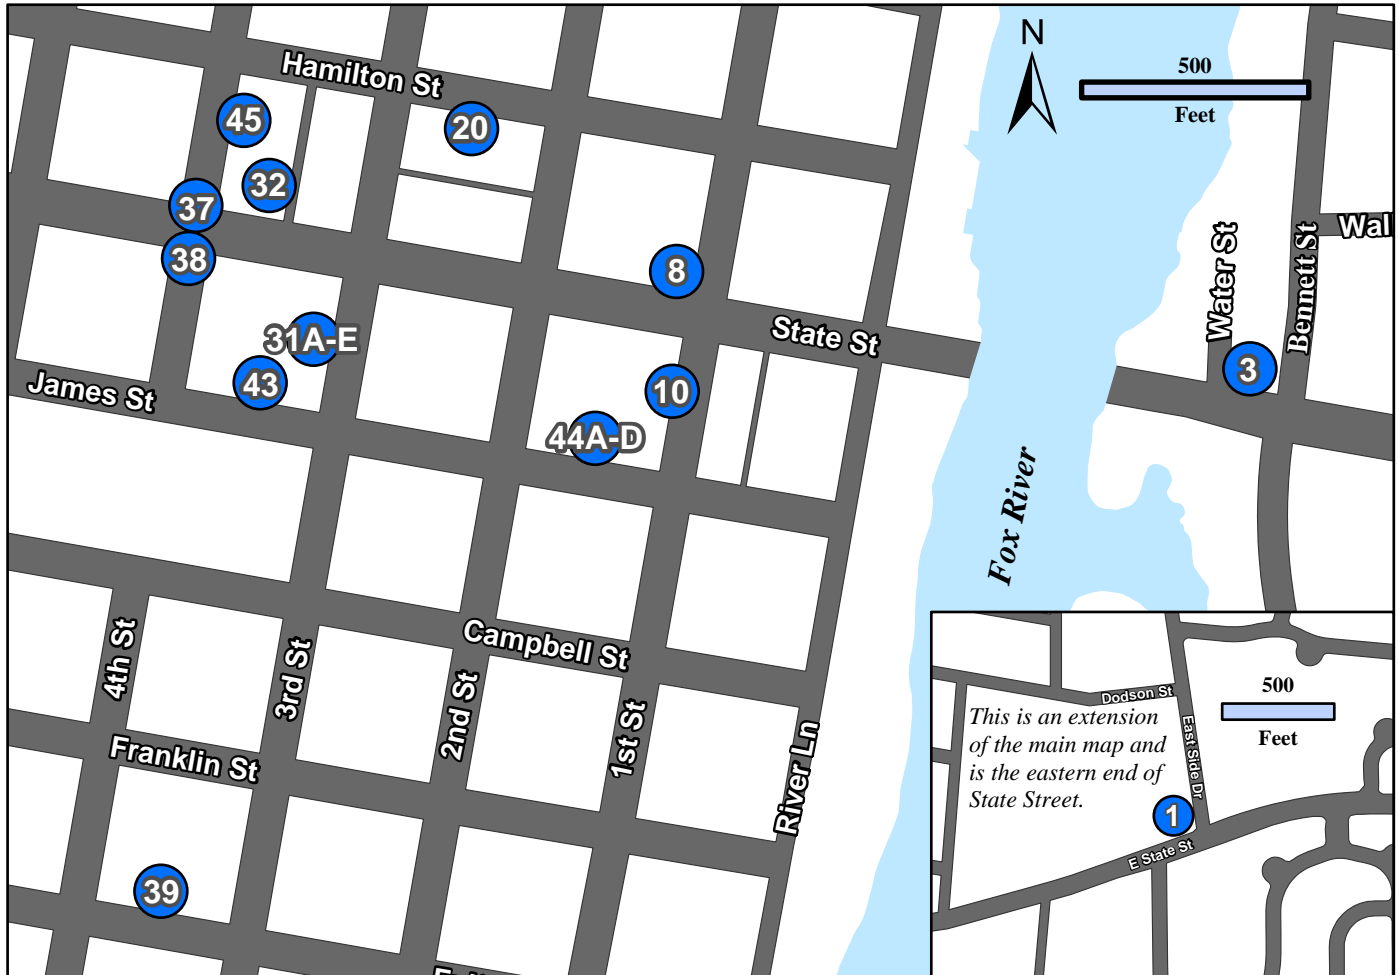 N
500
Feet
Hamilton St
45
20
32
37
38
8
Wal
Water St
Bennett St
31A-E
State St
3
43
10
James St
44A-D
Fox River
Campbell St
4th St
3rd St
2nd St
1st St
River Ln
Franklin St
39
Dodson St
500
Feet
This is an extension
of the main map and
is the eastern end of
State Street.
East Side Dr
1
E State St